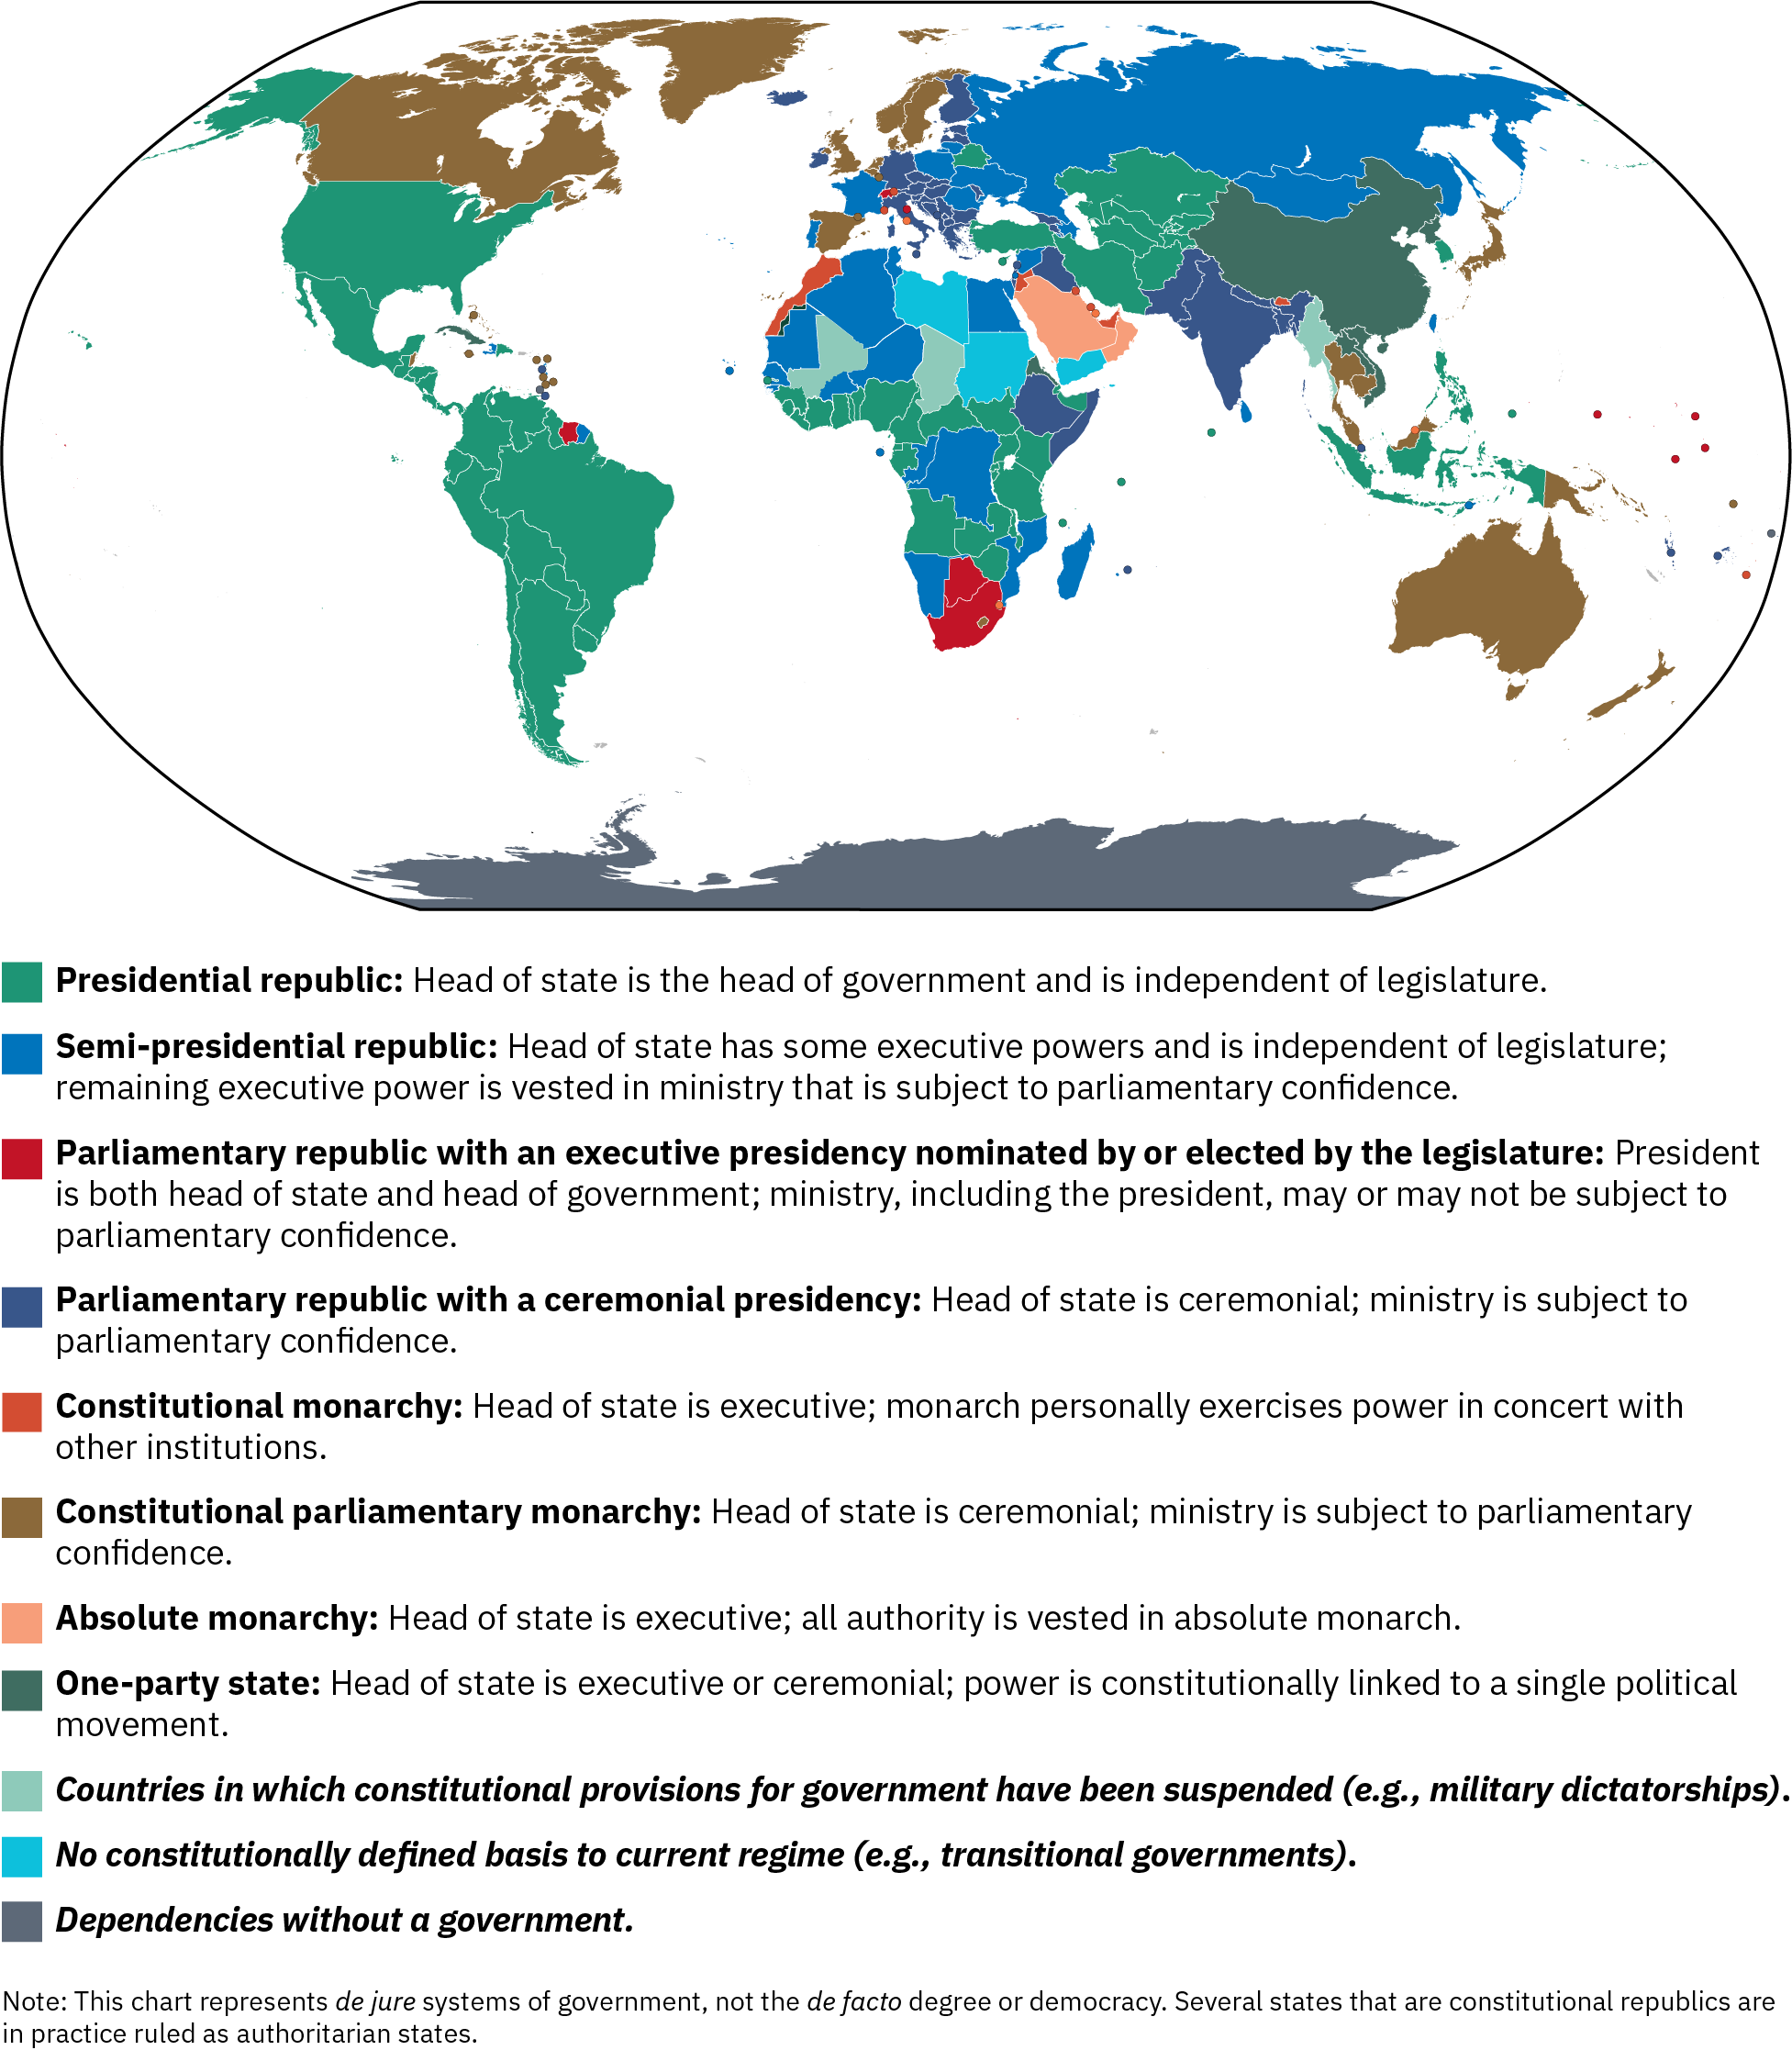 Presidential republic: Head of state is the head of government and is independent of legislature.
Semi-presidential republic: Head of state has some executive powers and is independent of legislature;
remaining executive power is vested in ministry that is subject to parliamentary confidence.
Parliamentary republic with an executive presidency nominated by or elected by the legislature: President
is both head of state and head of government; ministry, including the president, may or may not be subject to
parliamentary confidence.
Parliamentary republic with a ceremonial presidency: Head of state is ceremonial; ministry is subject to
parliamentary confidence.
Constitutional monarchy: Head of state is executive; monarch personally exercises power in concert with
other institutions.
Constitutional parliamentary monarchy: Head of state is ceremonial; ministry is subject to parliamentary
confidence.
Absolute monarchy: Head of state is executive; all authority is vested in absolute monarch.
One-party state: Head of state is executive or ceremonial; power is constitutionally linked to a single political
movement.
Countries in which constitutional provisions for government have been suspended (e.g., military dictatorships).
No constitutionally defined basis to current regime (e.g., transitional governments).
Dependencies without a government.
Note: This chart represents de jure systems of government, not the de facto degree or democracy. Several states that are constitutional republics are
in practice ruled as authoritarian states.